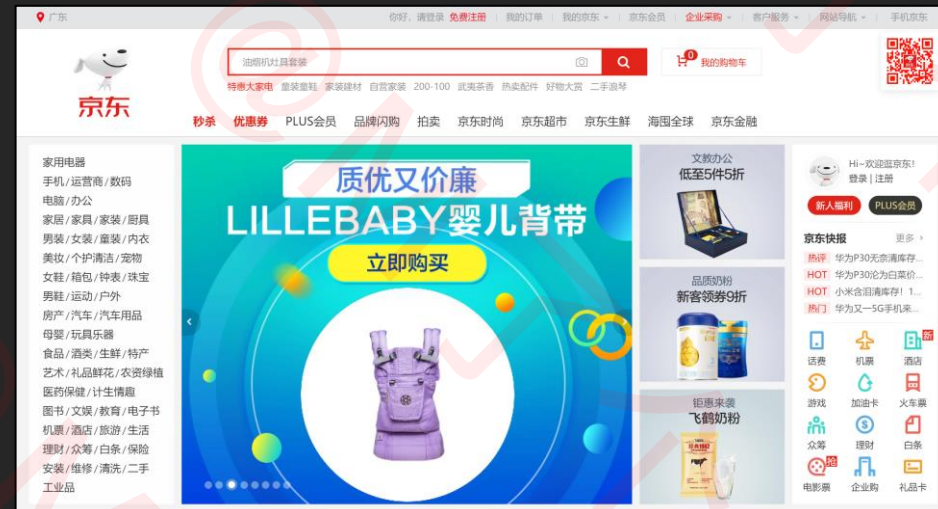 广东
你好，请登录 免费注册 我的订单 我的京东 京东会员 企业采购 客户服务 网站导航 手机京东
油烟机灶具套装
0 我的购物车
特惠大家电 童装童鞋 家装建材 自营家装 200-100 武夷茶香 热卖配件 好物大赏 二手浪琴
京东
秒杀 优惠券 PLUS会员 品牌闪购 拍卖 京东时尚 京东超市 京东生鲜 海囤全球 京东金融
家用电器
手机/运营商/数码
电脑/办公
家居/家具/家装/厨具
男装/女装/童装/内衣
美妆/个护清洁/宠物
女鞋/箱包/钟表/珠宝
男鞋/运动/户外
房产/汽车/汽车用品
母婴/玩具乐器
食品/酒类/生鲜/特产
艺术/礼品鲜花/农资绿植
医药保健/计生情趣
图书/文娱/教育/电子书
机票/酒店/旅游/生活
理财/众筹/白条/保险
安装/维修/清洗/二手
工业品
质优又价廉
LILLEBABY婴儿背带
立即购买
文教办公
低至5件5折
品质奶粉
新客领券9折
钜惠来袭
飞鹤奶粉
Hi~欢迎逛京东!
登录 | 注册
新人福利 PLUS会员
京东快报 更多
热评 华为P30无奈清库存...
HOT 华为P30沦为白菜价...
HOT 小米含泪清库存! 1...
热门 华为又一5G手机来...
新
话费 机票 酒店
游戏 加油卡 火车票
众筹 理财 白条
抢
电影票 企业购 礼品卡